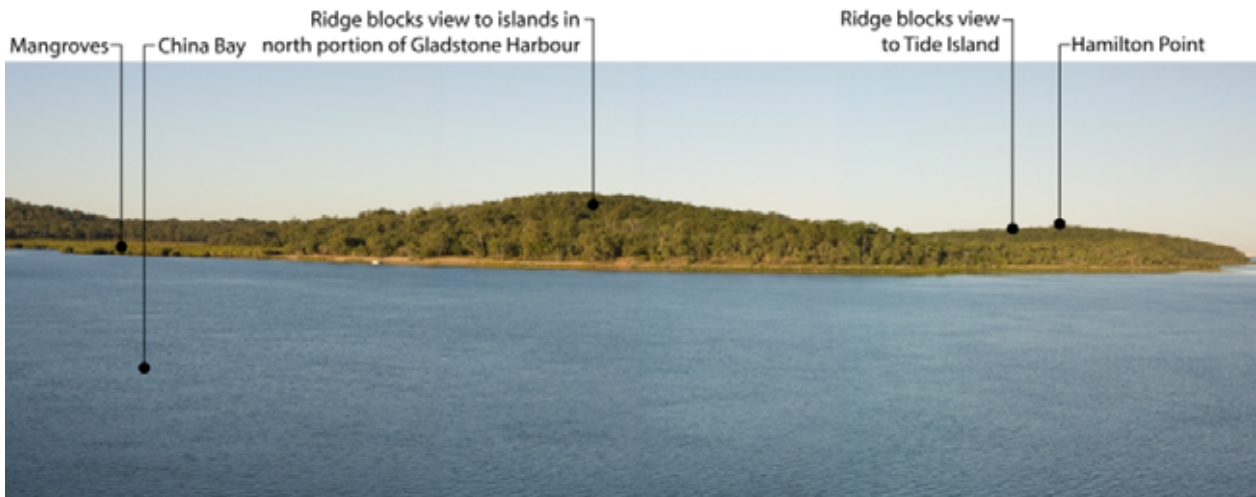 Mangroves
China Bay
Ridge blocks view to islands in
north portion of Gladstone Harbour
Ridge blocks view
to Tide Island
Hamilton Point